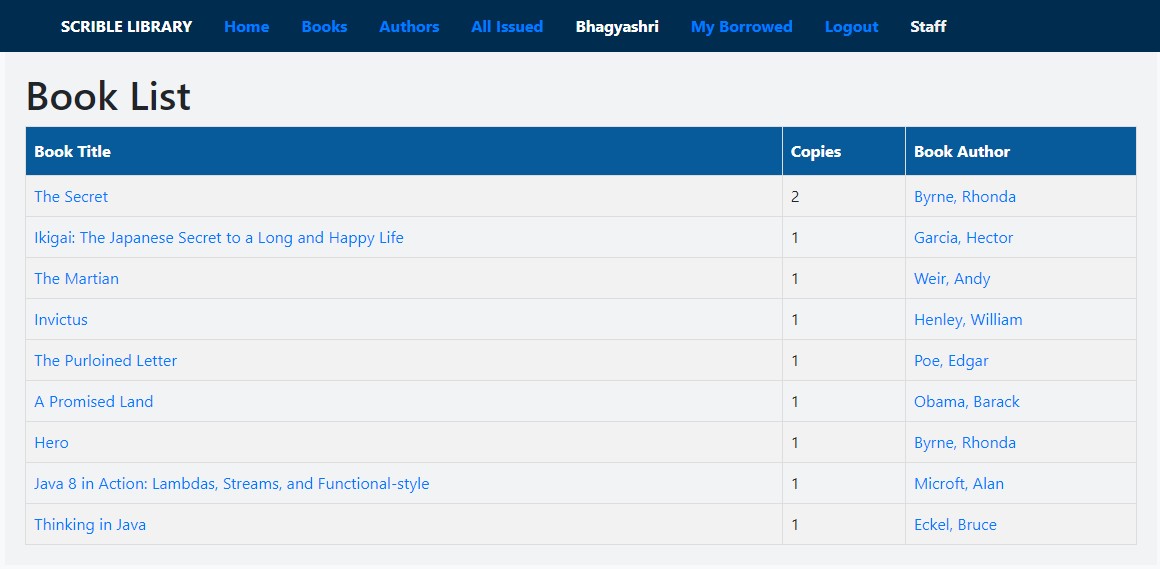 SCRIBLE LIBRARY Home Books Authors All Issued Bhagyashri My Borrowed Logout Staff
Book List
Book Title Copies Book Author
The Secret 2 Byrne, Rhonda
Ikigai: The Japanese Secret to a Long and Happy Life 1 Garcia, Hector
The Martian 1 Weir, Andy
Invictus 1 Henley, William
The Purloined Letter 1 Poe, Edgar
A Promised Land 1 Obama, Barack
Hero 1 Byrne, Rhonda
Java 8 in Action: Lambdas, Streams, and Functional-style 1 Microft, Alan
Thinking in Java 1 Eckel, Bruce